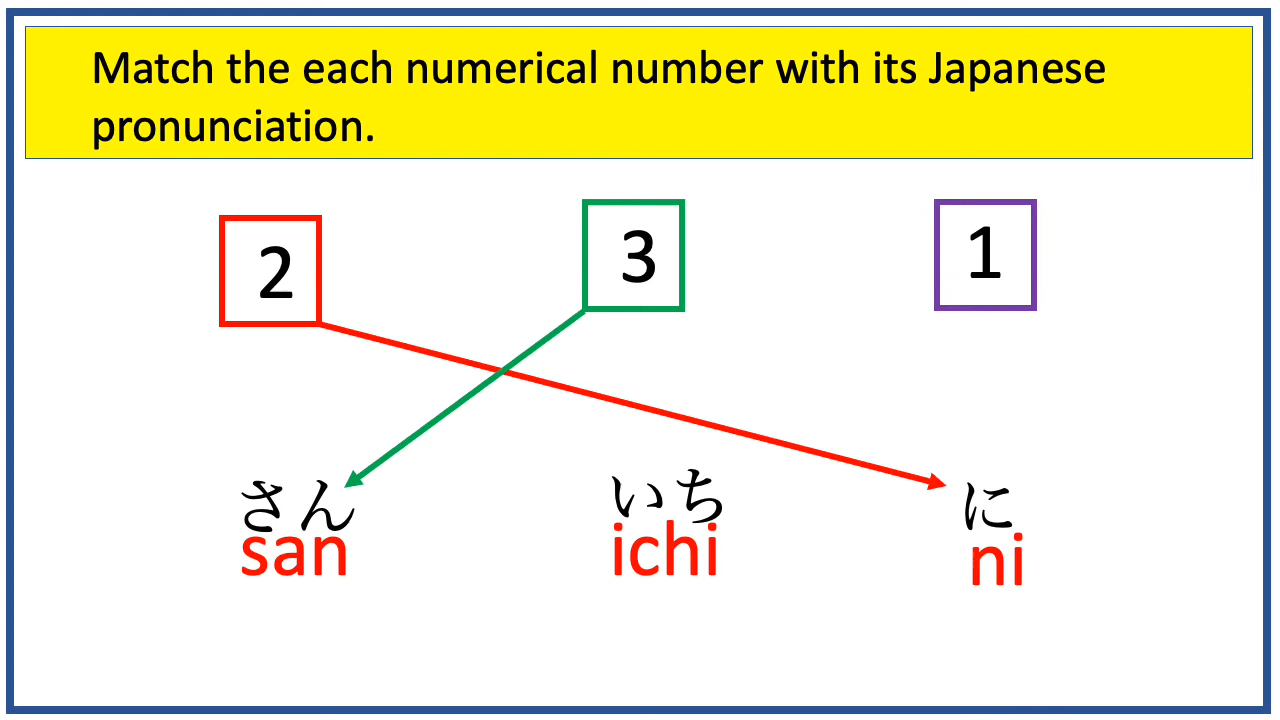 Match the each numerical number with its Japanese
pronunciation.
2
3
1
さん
いち
に
san
ichi
ni